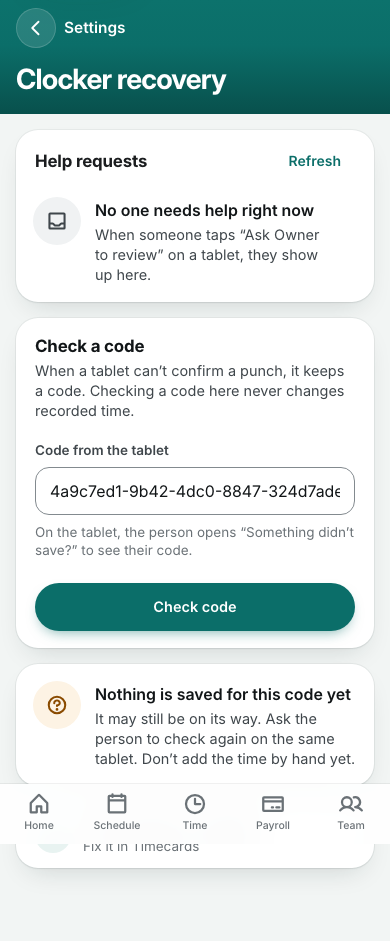 Settings
Clocker recovery
Help requests
Refresh
No one needs help right now
When someone taps “Ask Owner
to review” on a tablet, they show
up here.
Check a code
When a tablet can’t confirm a punch, it keeps
a code. Checking a code here never changes
recorded time.
Code from the tablet
4a9c7ed1-9b42-4dc0-8847-324d7ade
On the tablet, the person opens “Something didn’t
save?” to see their code.
Check code
Nothing is saved for this code yet
It may still be on its way. Ask the
person to check again on the same
tablet. Don’t add the time by hand yet.
Home
Schedule
Time
Payroll
Team
Fix it in Timecards